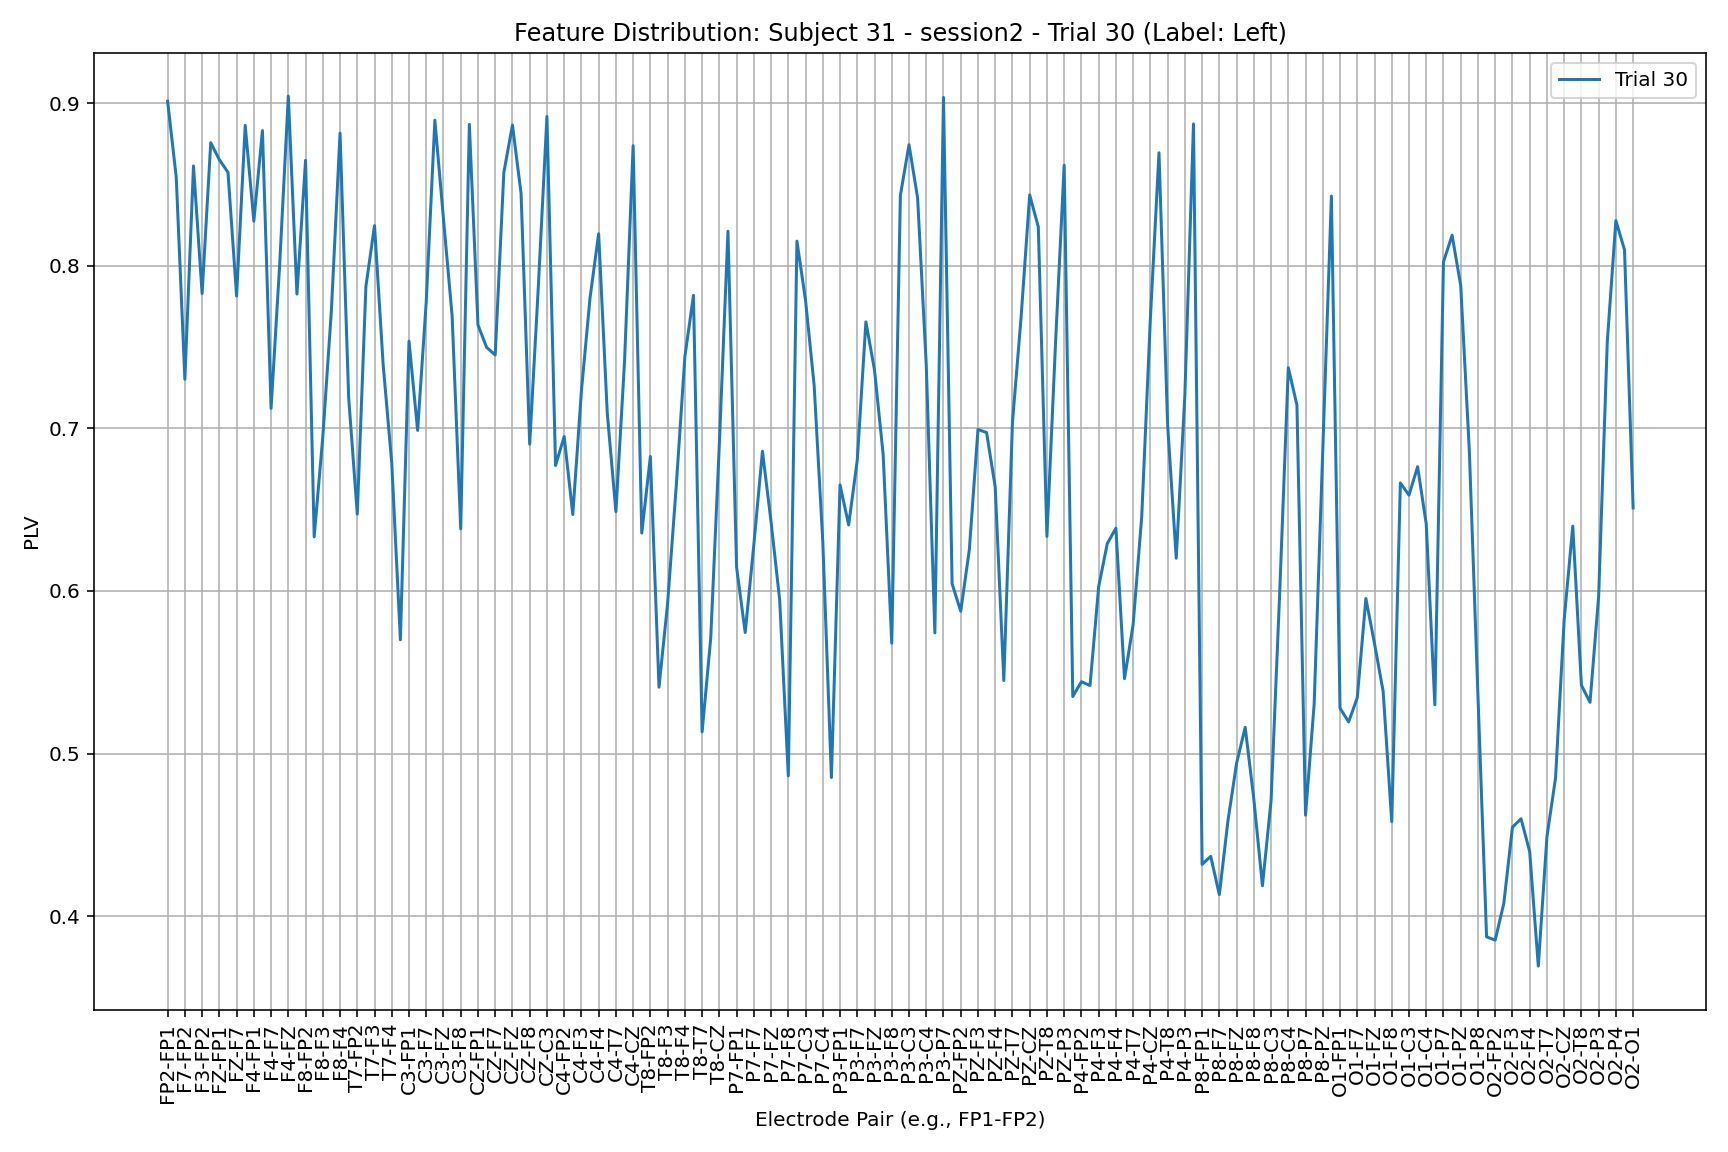 Feature Distribution: Subject 31 - session2 - Trial 30 (Label: Left)
Trial 30
0.9
0.8
0.7
0.6
0.5
0.4
PLV
FP2-FP1
F7-FP2
F3-FP2
FZ-FP1
FZ-F7
F4-FP1
F4-F7
F4-FZ
F8-FP2
F8-F3
F8-F4
T7-FP2
T7-F3
T7-F4
C3-FP1
C3-F7
C3-FZ
C3-F8
CZ-FP1
CZ-F7
CZ-FZ
CZ-F8
CZ-C3
C4-FP2
C4-F3
C4-F4
C4-T7
C4-CZ
T8-FP2
T8-F3
T8-F4
T8-T7
T8-CZ
P7-FP1
P7-F7
P7-FZ
P7-F8
P7-C3
P7-C4
P3-FP1
P3-F7
P3-FZ
P3-F8
P3-C3
P3-C4
P3-P7
PZ-FP2
PZ-F3
PZ-F4
PZ-T7
PZ-CZ
PZ-T8
PZ-P3
P4-FP2
P4-F3
P4-F4
P4-T7
P4-CZ
P4-T8
P4-P3
P8-FP1
P8-F7
P8-FZ
P8-F8
P8-C3
P8-C4
P8-P7
P8-PZ
O1-FP1
O1-F7
O1-FZ
O1-F8
O1-C3
O1-C4
O1-P7
O1-PZ
O1-P8
O2-FP2
O2-F3
O2-F4
O2-T7
O2-CZ
O2-T8
O2-P3
O2-P4
O2-O1
Electrode Pair (e.g., FP1-FP2)